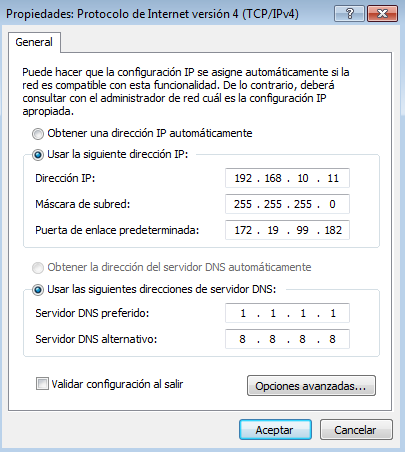 Propiedades: Protocolo de Internet versión 4 (TCP/IPv4)
General
Puede hacer que la configuración IP se asigne automáticamente si la
red es compatible con esta funcionalidad. De lo contrario, deberá
consultar con el administrador de red cuál es la configuración IP
apropiada.
Obtener una dirección IP automáticamente
Usar la siguiente dirección IP:
Dirección IP: 192 . 168 . 10 . 11
Máscara de subred: 255 . 255 . 255 . 0
Puerta de enlace predeterminada: 172 . 19 . 99 . 182
Obtener la dirección del servidor DNS automáticamente
Usar las siguientes direcciones de servidor DNS:
Servidor DNS preferido: 1 . 1 . 1 . 1
Servidor DNS alternativo: 8 . 8 . 8 . 8
Validar configuración al salir
Opciones avanzadas...
Aceptar Cancelar